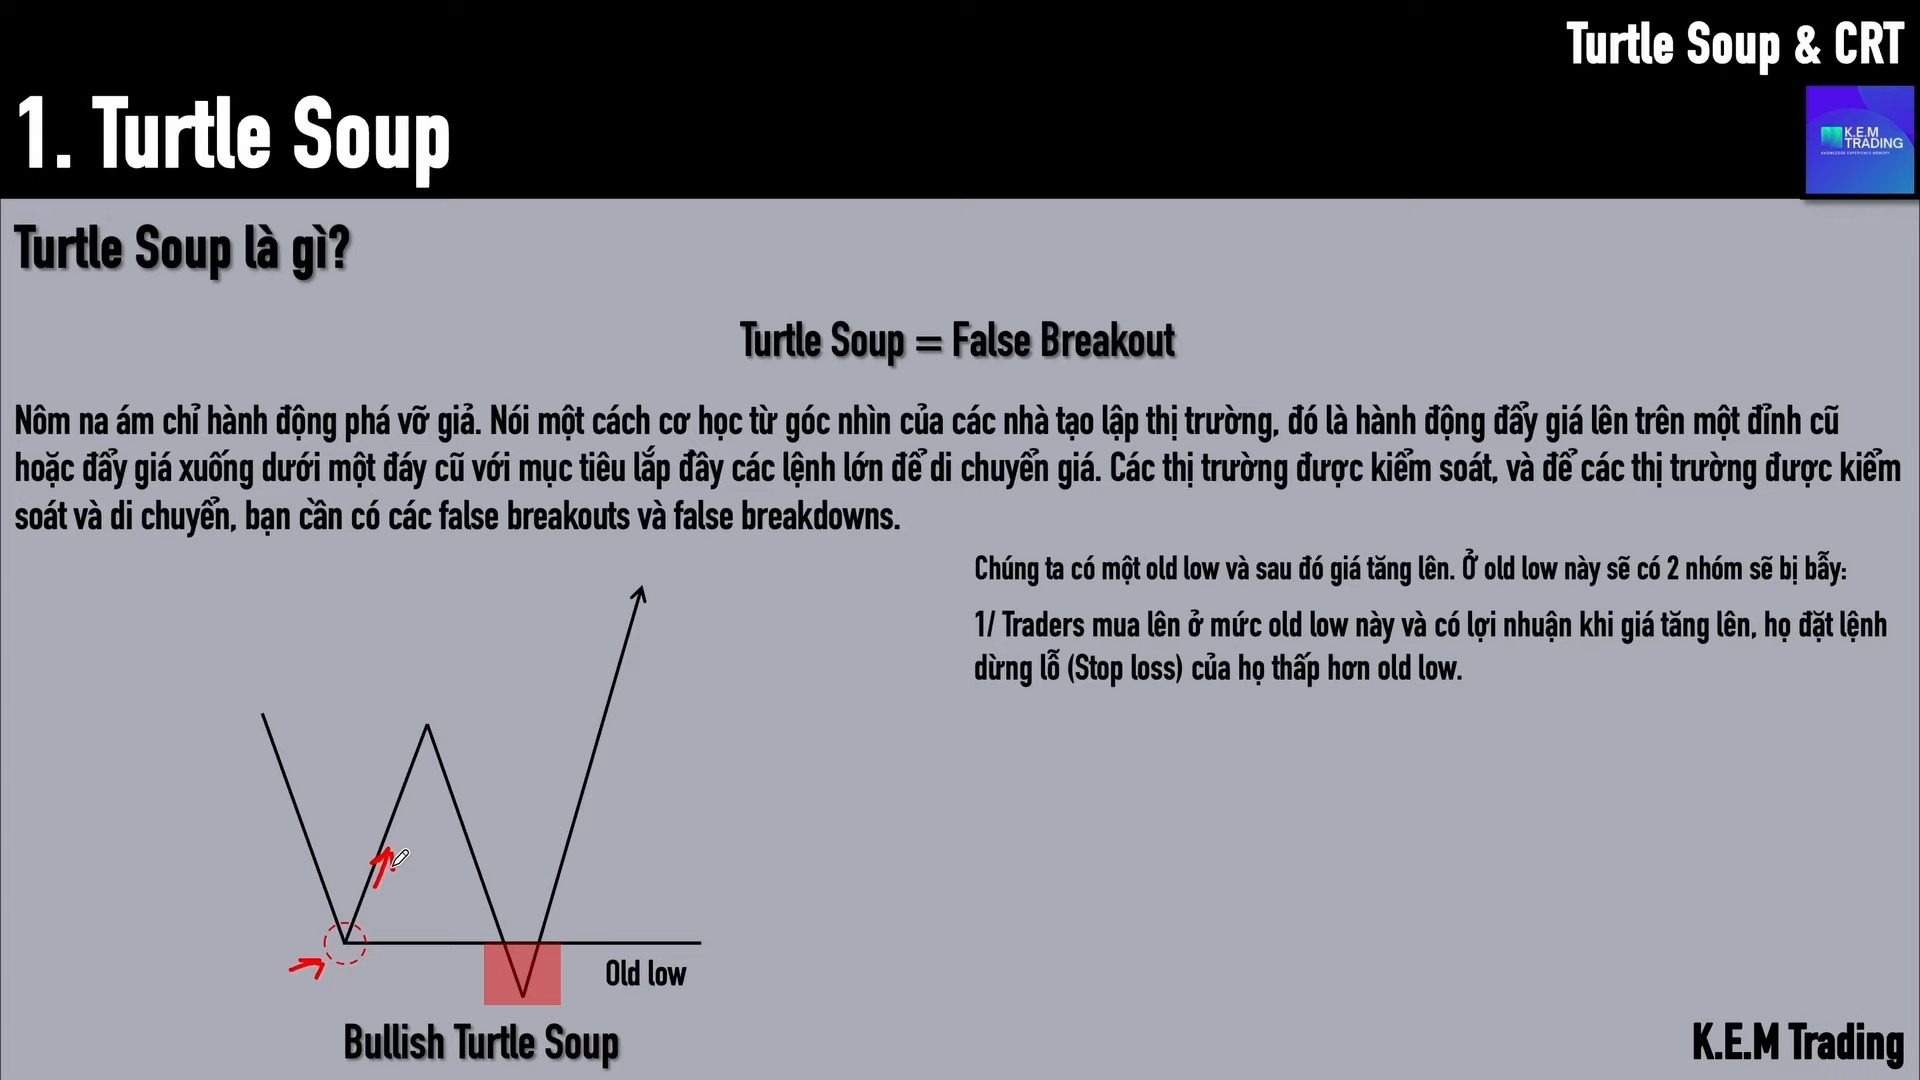 Turtle Soup & CRT
1. Turtle Soup
K.E.M
TRADING
KNOWLEDGE EXPERIENCE MEMORY
Turtle Soup là gì?
Turtle Soup = False Breakout
Nôm na ám chỉ hành động phá vỡ giả. Nói một cách cơ học từ góc nhìn của các nhà tạo lập thị trường, đó là hành động đẩy giá lên trên một đỉnh cũ
hoặc đẩy giá xuống dưới một đáy cũ với mục tiêu lấp đầy các lệnh lớn để di chuyển giá. Các thị trường được kiểm soát, và để các thị trường được kiểm
soát và di chuyển, bạn cần có các false breakouts và false breakdowns.
Chúng ta có một old low và sau đó giá tăng lên. Ở old low này sẽ có 2 nhóm sẽ bị bẫy:
1/ Traders mua lên ở mức old low này và có lợi nhuận khi giá tăng lên, họ đặt lệnh
dừng lỗ (Stop loss) của họ thấp hơn old low.
Old low
Bullish Turtle Soup
K.E.M Trading